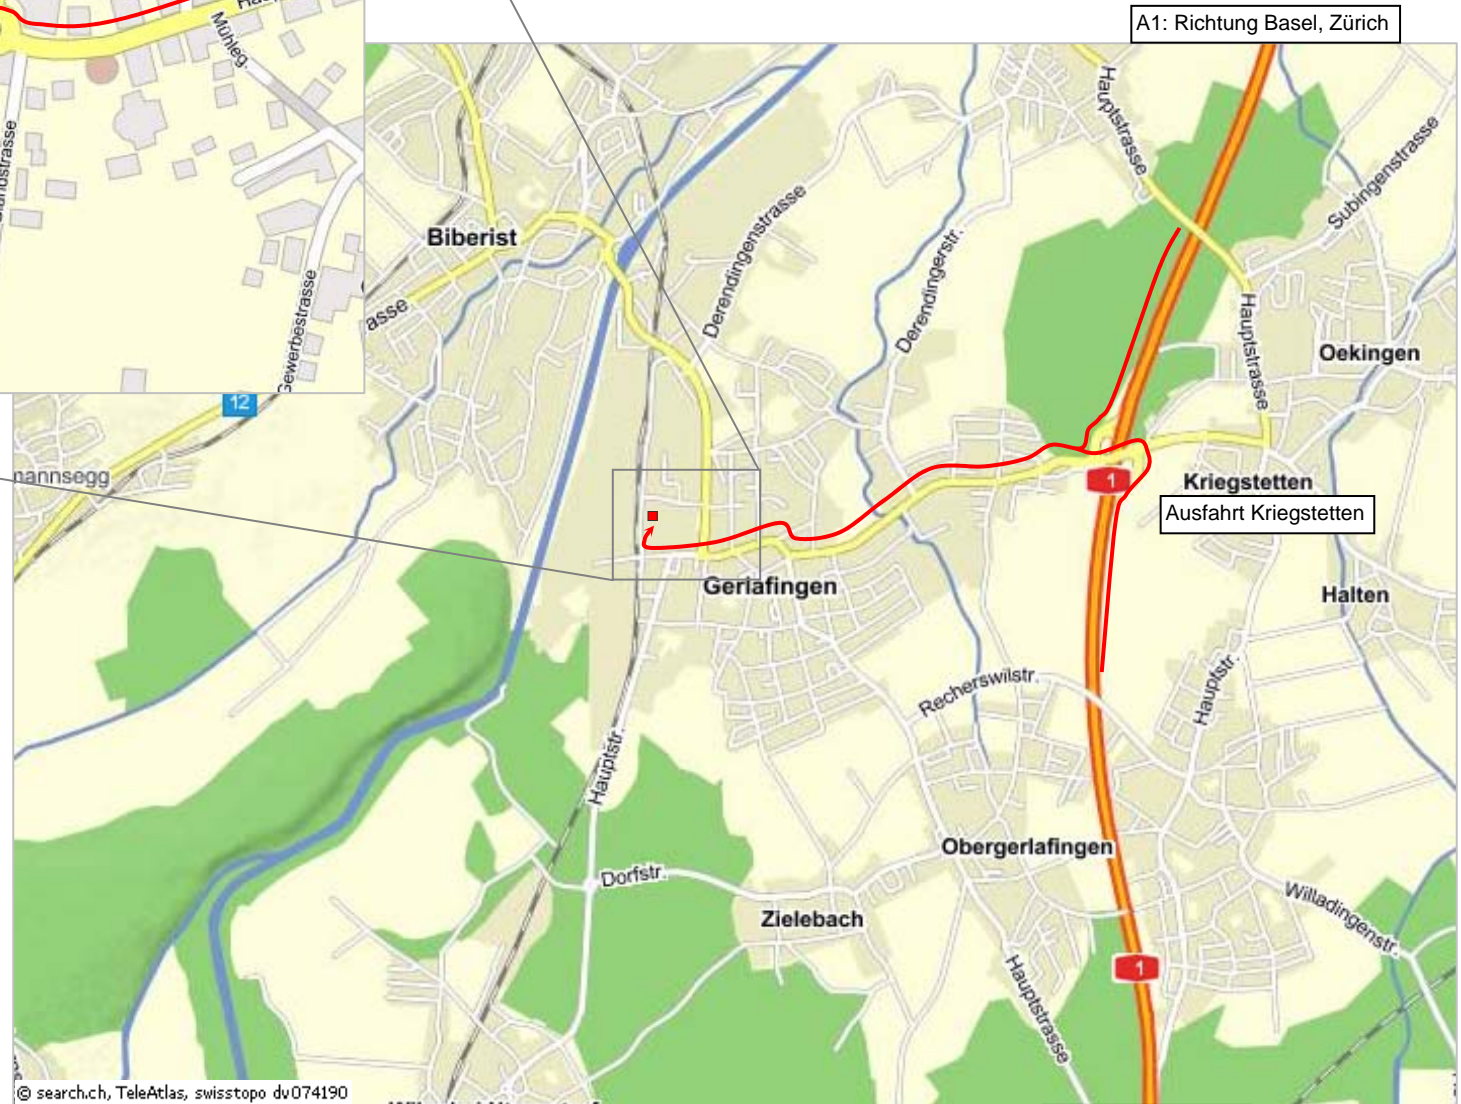 A1: Richtung Basel, Zürich
Mühleg.
Hauptstrasse
Subingenstrasse
Derendingenstrasse
Biberist
Derendingerstr.
Gewerbestrasse
asse
Hauptstrasse
Oekingen
12
nannsegg
1
Kriegstetten
Ausfahrt Kriegstetten
Gerlafingen
Halten
Recherswilstr.
Hauptstr.
Hauptstr.
Obergerlafingen
Dorfstr.
Zielebach
Willadingenstr.
1
Hauptstrasse
© search.ch, TeleAtlas, swisstopo dv074190